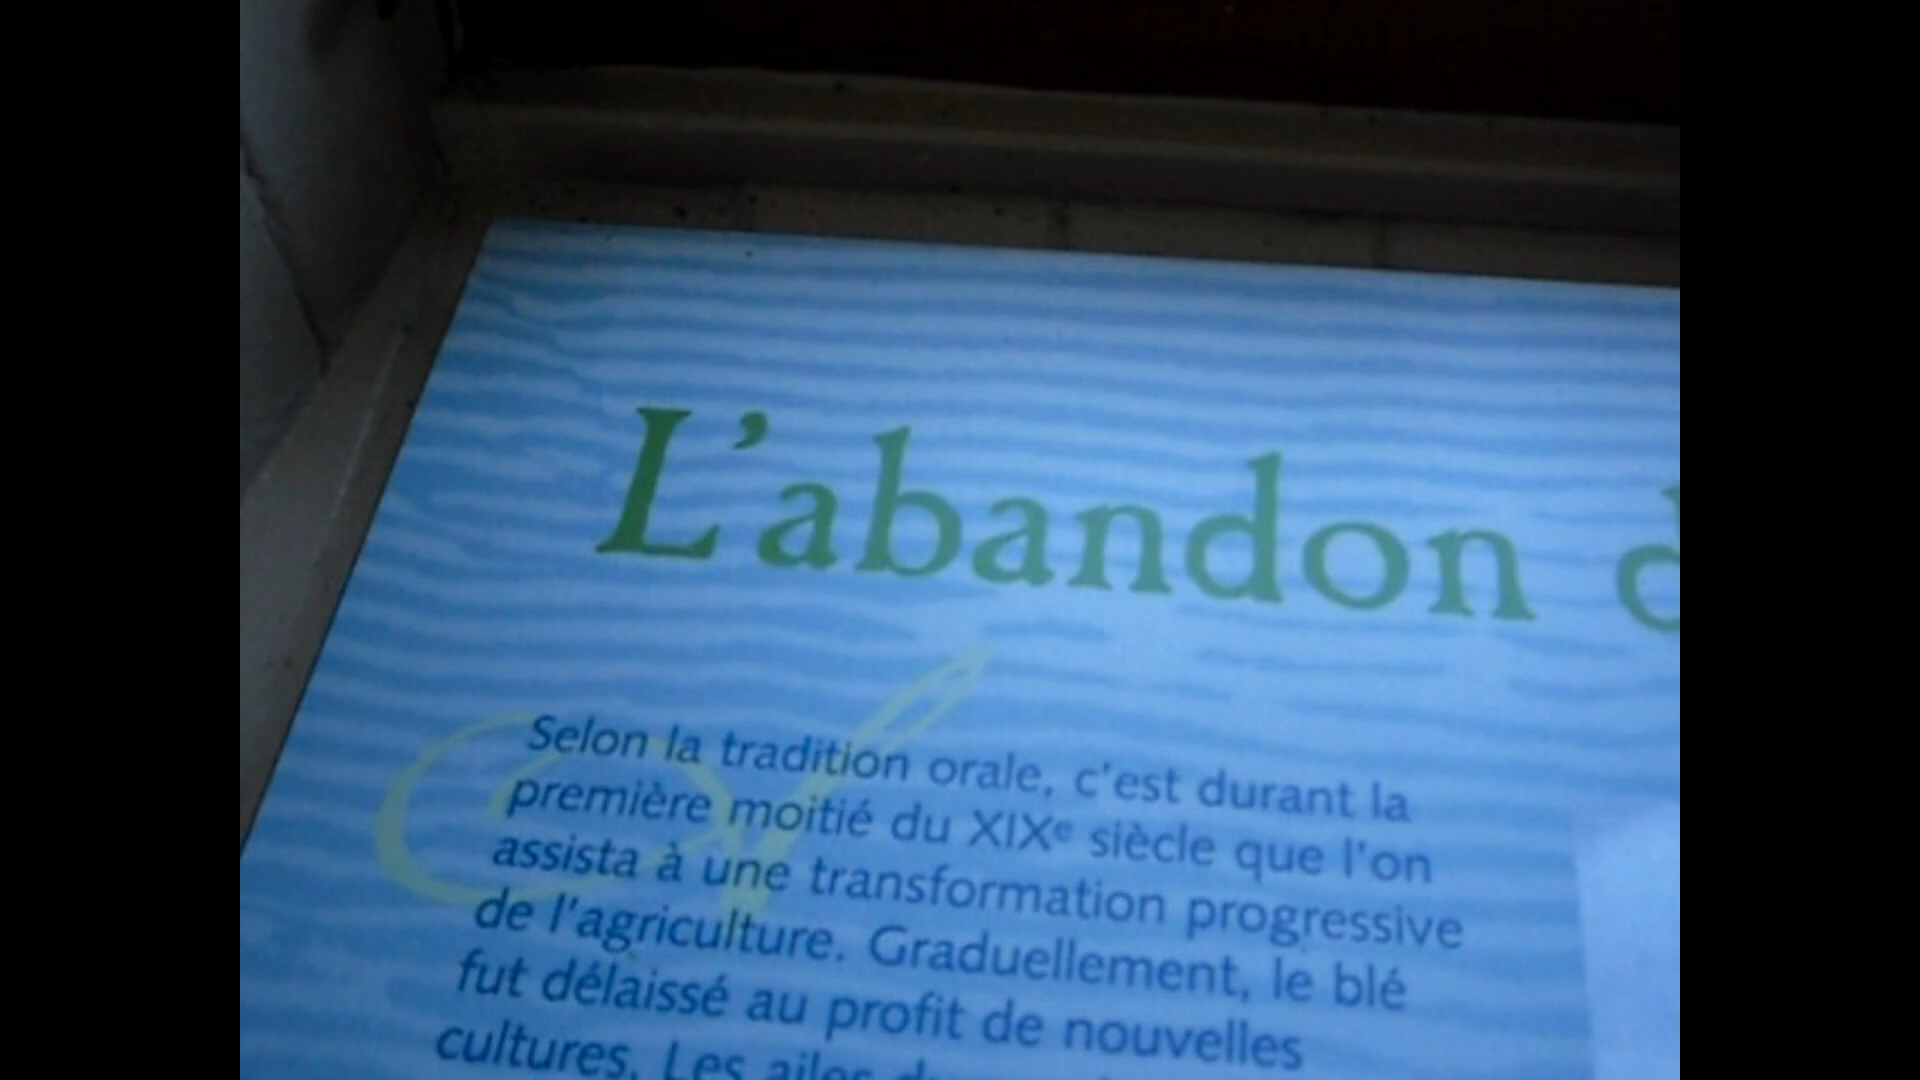 L'abandon
Selon la tradition orale, c'est durant la
première moitié du XIXe siècle que l'on
assista à une transformation progressive
de l'agriculture. Graduellement, le blé
fut délaissé au profit de nouvelles
cultures. Les ailes